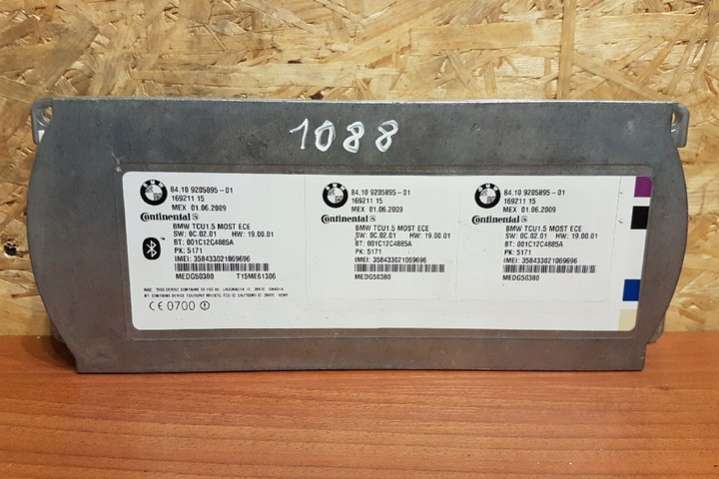 1088
84.10 9205895-01
169211 15
MEX 01.06.2009
Continental
BMW TCU1.5 MOST ECE
SW: 0C.02.01 HW: 19.00.01
BT: 001C12C4885A
PK: 5171
IMEI: 358433021869696
MEDG50380 T15ME61306
CE 0700
84.10 9205895-01
169211 15
MEX 01.06.2009
Continental
BMW TCU1.5 MOST ECE
SW: 0C.02.01 HW: 19.00.01
BT: 001C12C4885A
PK: 5171
IMEI: 358433021869696
MEDG50380
84.10 9205895-01
169211 15
MEX 01.06.2009
Continental
BMW TCU1.5 MOST ECE
SW: 0C.02.01 HW: 19.00.01
BT: 001C12C4885A
PK: 5171
IMEI: 358433021869696
MEDG50380